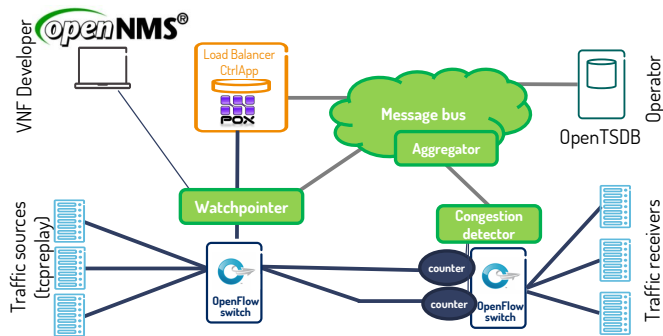 openNMS®
VNF Developer
Load Balancer
CtrlApp
POX
Message bus
Aggregator
OpenTSDB
Operator
Watchpointer
Congestion
detector
Traffic sources
(tcpreplay)
OpenFlow
switch
counter
counter
OpenFlow
switch
Traffic receivers